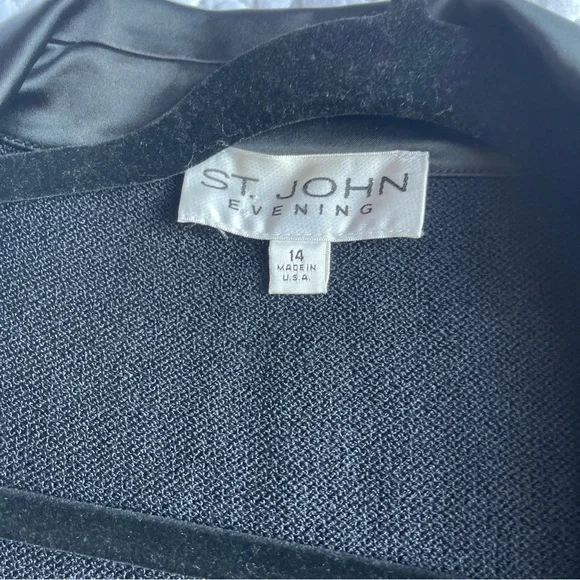 ST. JOHN
EVENING
14
MADE IN
U.S.A.